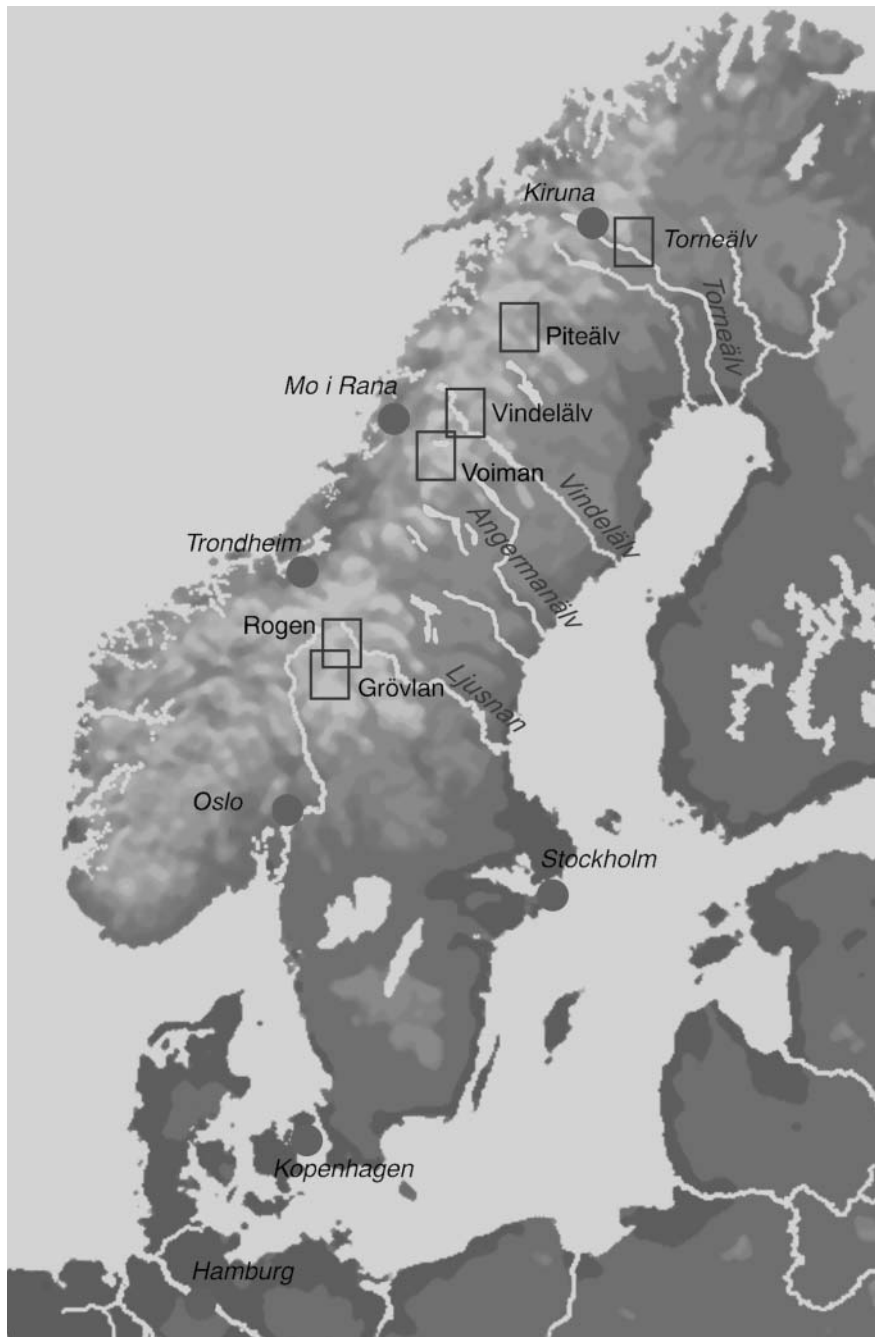 Kiruna
Torneälv
Torneälv
Piteälv
Mo i Rana
Vindelälv
Voiman
Vindelälv
Angermanälv
Trondheim
Rogen
Grövlan
Ljusnan
Oslo
Stockholm
Kopenhagen
Hamburg